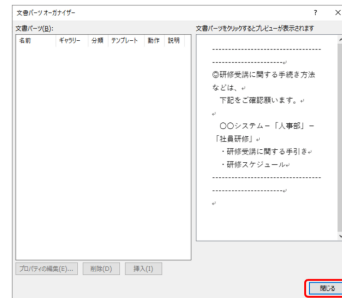 文書パーツ オーガナイザー ? ×
文書パーツ(B):
文書パーツをクリックするとプレビューが表示されます
名前 ギャラリー 分類 テンプレート 動作 説明
---------------------------------
----------------------↵
◎研修受講に関する手続き方法
などは、↵
下記をご確認願います。↵
↵
○○システム－「人事部」－
「社員研修」↵
・研修受講に関する手引き↵
・研修スケジュール↵
---------------------------------
----------------------↵
↵
プロパティの編集(E)... 削除(D) 挿入(I)
閉じる